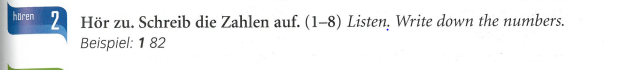 hören 2 Hör zu. Schreib die Zahlen auf. (1–8) Listen. Write down the numbers.
Beispiel: 1 82